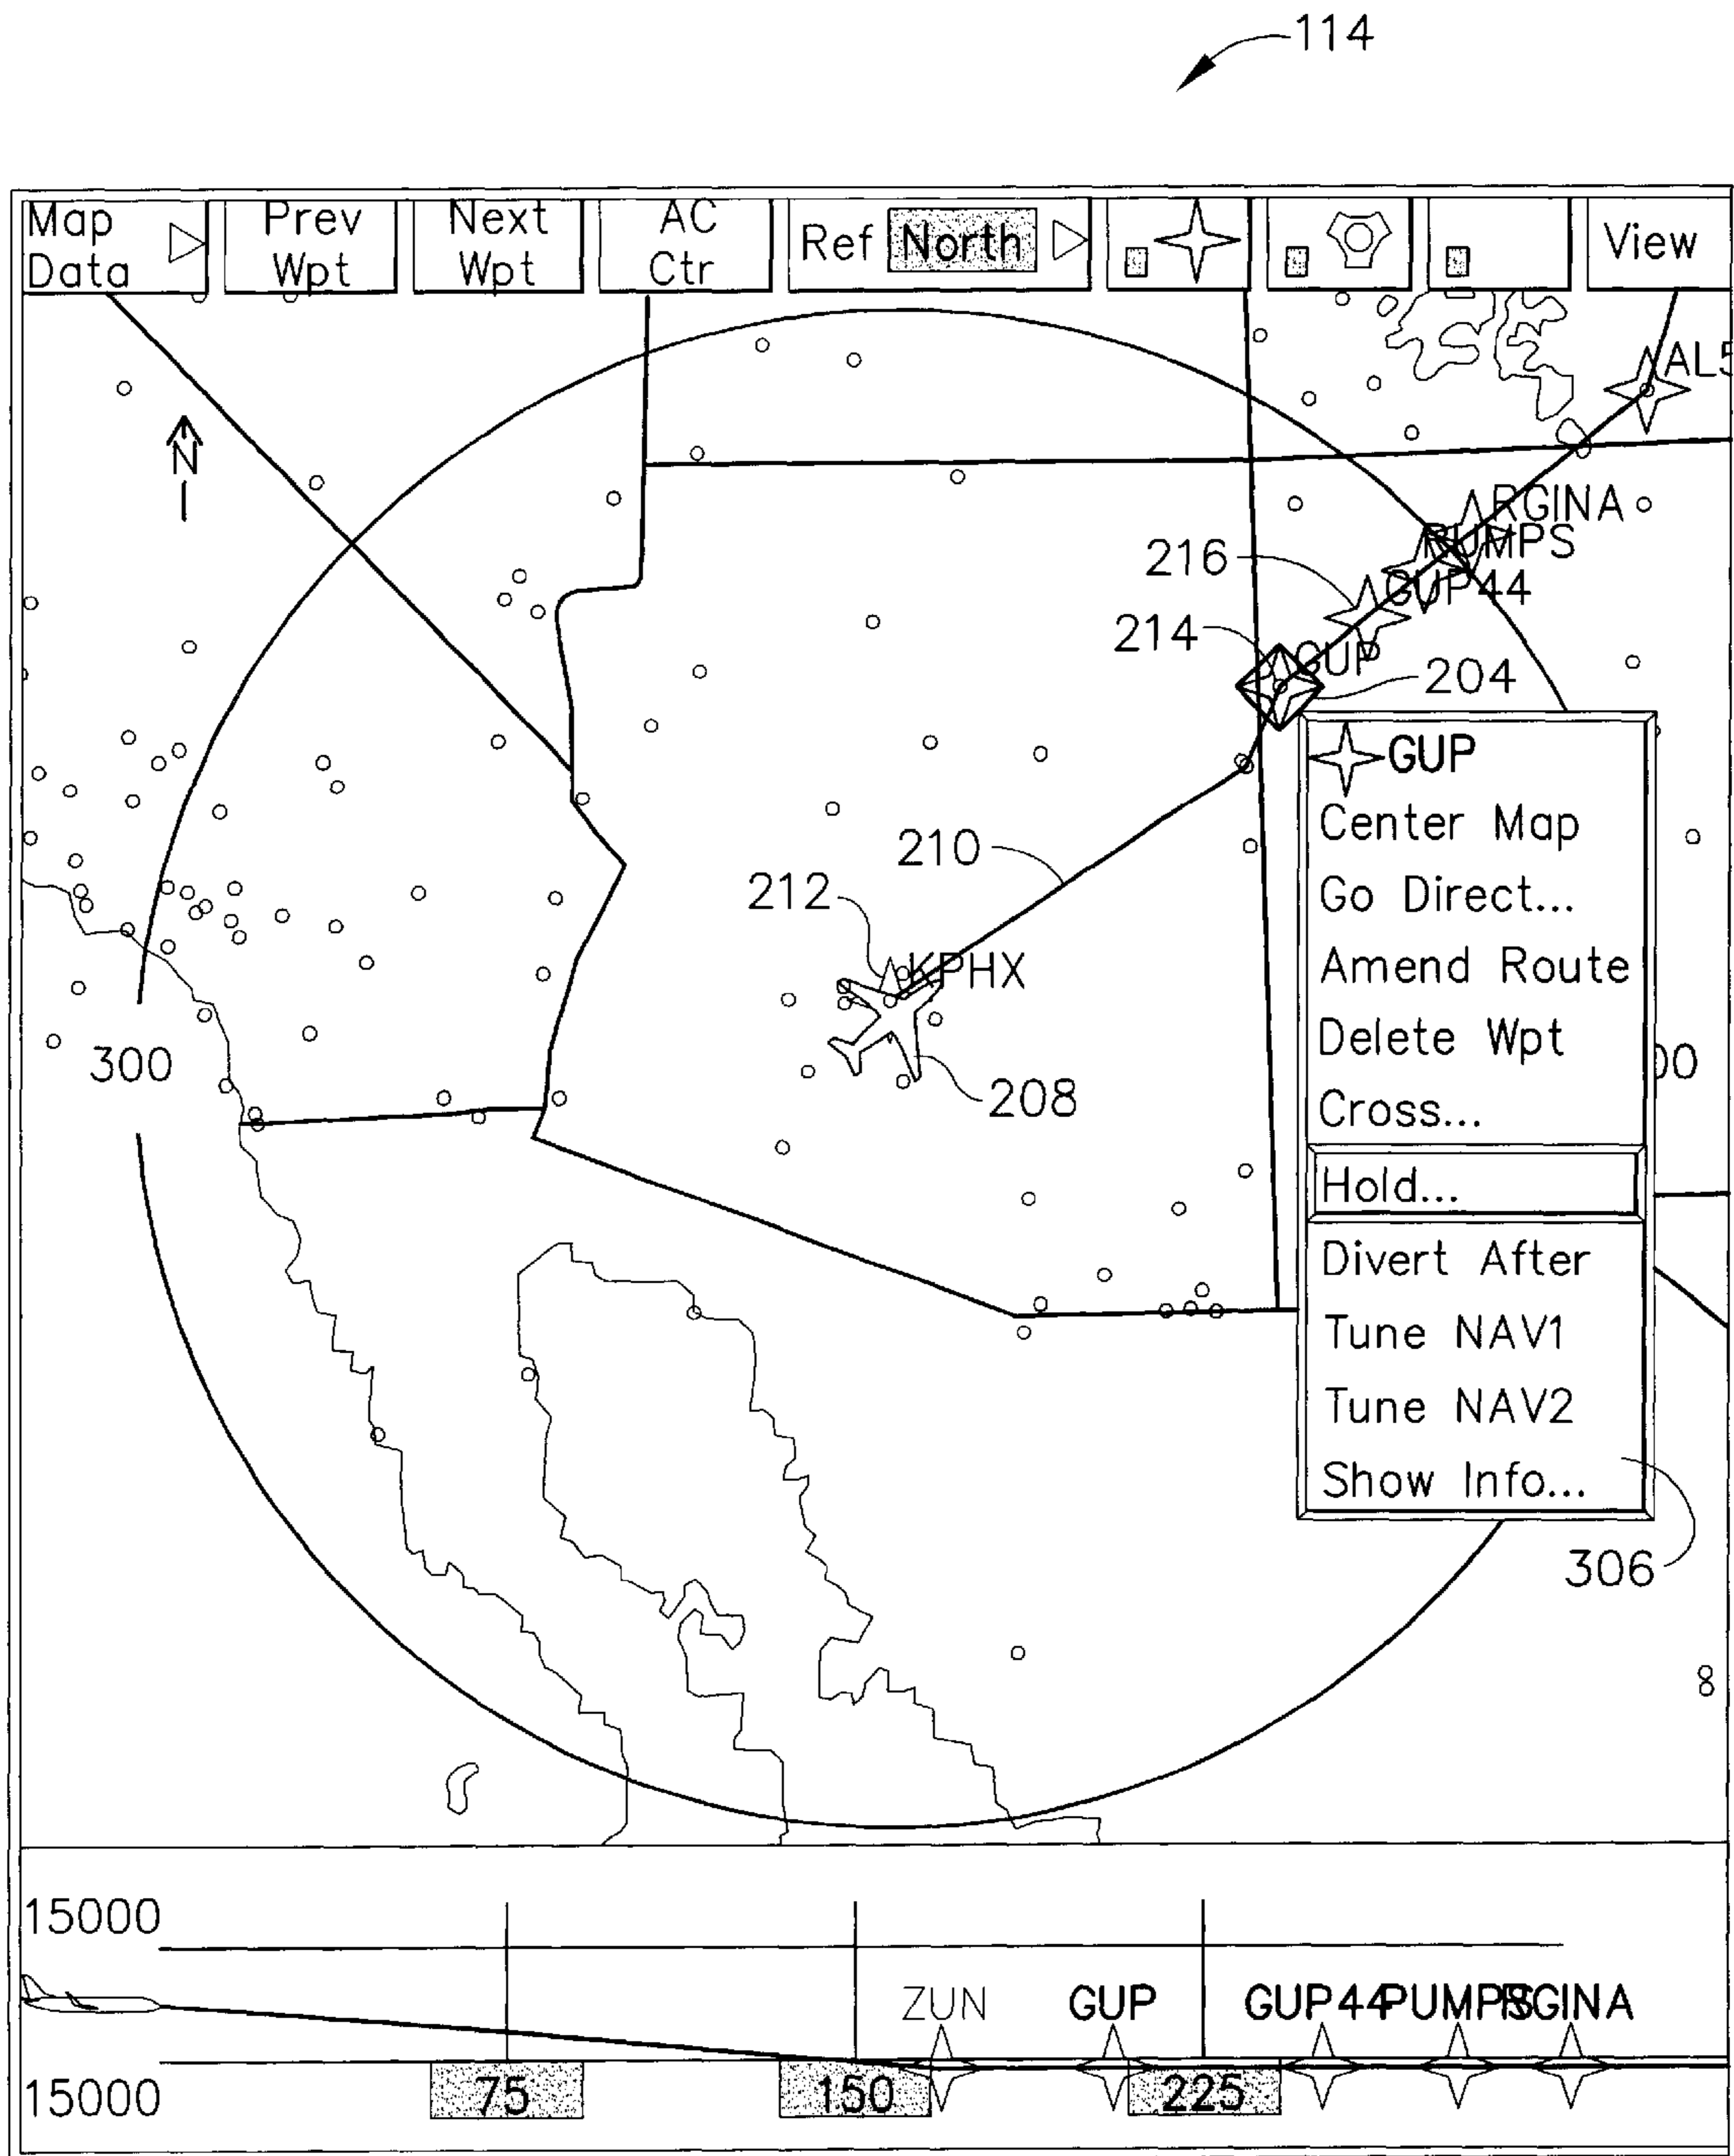 114
Map Data
Prev Wpt
Next Wpt
AC Ctr
Ref North
View
N
RGINA
PUMPS
216
GUP44
214
GUP
204
GUP
Center Map
Go Direct...
Amend Route
Delete Wpt
Cross...
Hold...
Divert After
Tune NAV1
Tune NAV2
Show Info...
210
212
KPHX
300
208
306
15000
ZUN
GUP
GUP44
PUMPS
RGINA
15000
75
150
225